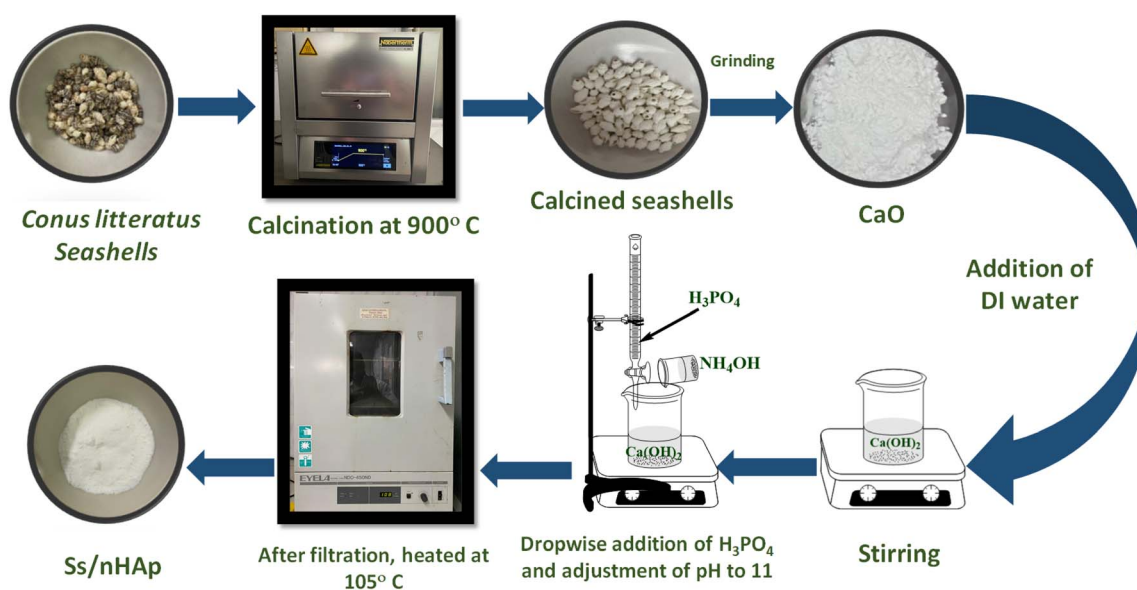 Conus litteratus
Seashells
Nabertherm
Calcination at 900° C
Calcined seashells
Grinding
CaO
Addition of
DI water
Ca(OH)₂
Stirring
H₃PO₄
NH₄OH
Ca(OH)₂
Dropwise addition of H₃PO₄
and adjustment of pH to 11
EYELA
After filtration, heated at
105° C
Ss/nHAp